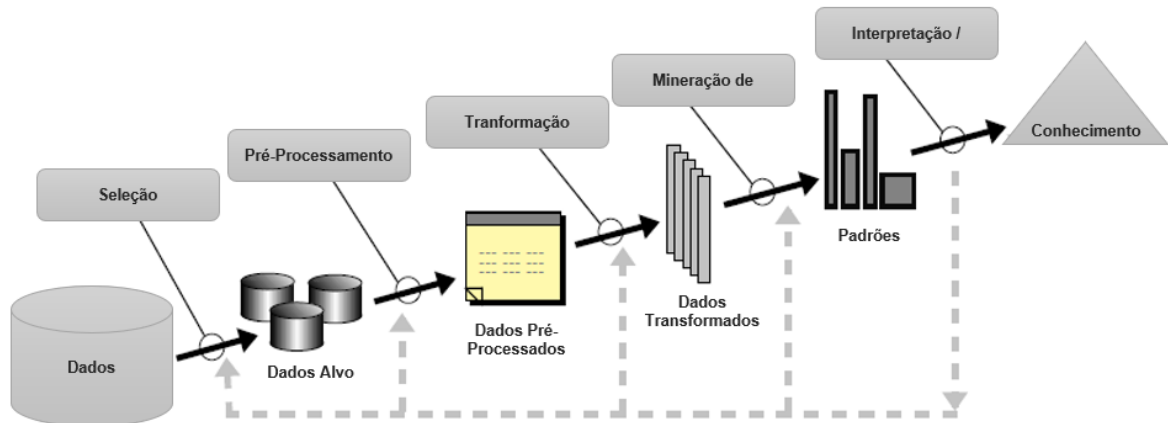 Interpretação /
Mineração de
Tranformação
Pré-Processamento
Seleção
Conhecimento
Padrões
Dados
Transformados
Dados Pré-
Processados
Dados Alvo
Dados